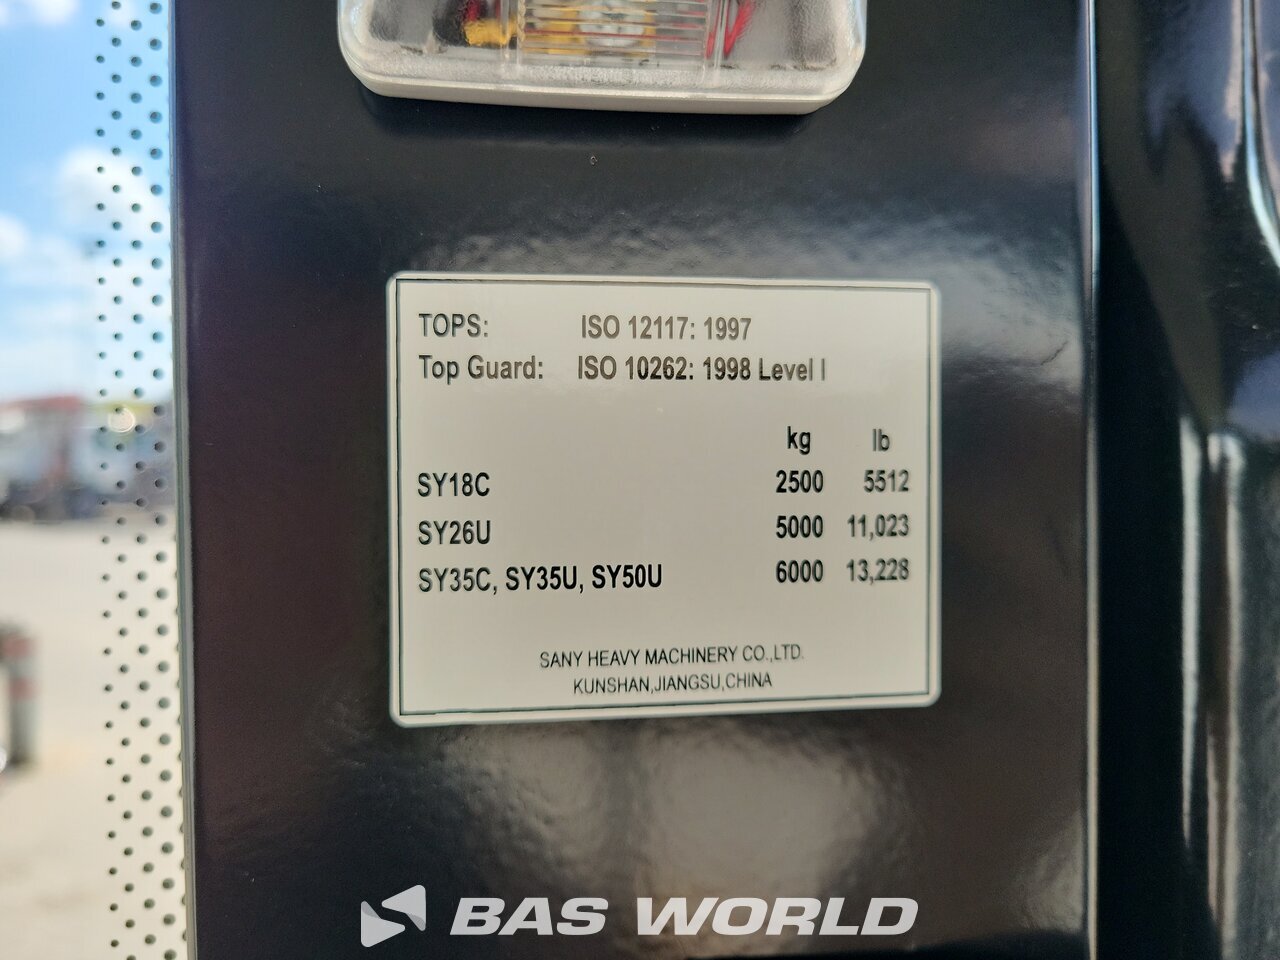 TOPS: ISO 12117: 1997
Top Guard: ISO 10262: 1998 Level I
kg lb
SY18C 2500 5512
SY26U 5000 11,023
SY35C, SY35U, SY50U 6000 13,228
SANY HEAVY MACHINERY CO.,LTD.
KUNSHAN,JIANGSU,CHINA
BAS WORLD